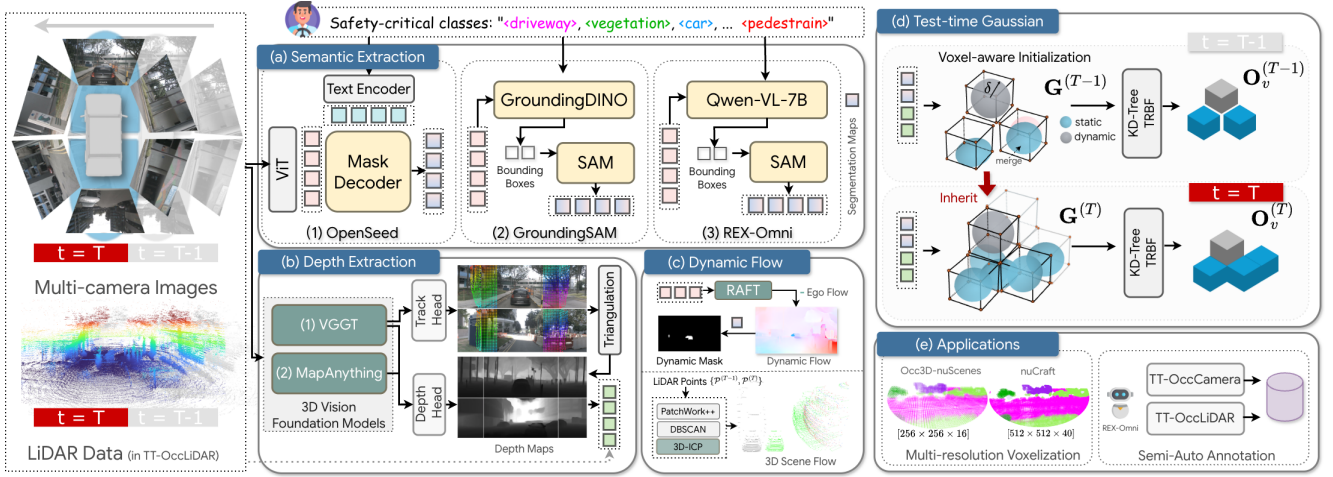 Safety-critical classes: "<driveway>, <vegetation>, <car>, ... <pedestrain>"
t = T
t = T-1
Multi-camera Images
t = T
t = T-1
LiDAR Data (in TT-OccLiDAR)
(a) Semantic Extraction
Text Encoder
ViT
Mask
Decoder
(1) OpenSeed
GroundingDINO
Bounding
Boxes
SAM
(2) GroundingSAM
Qwen-VL-7B
Bounding
Boxes
SAM
(3) REX-Omni
Segmentation Maps
(b) Depth Extraction
(1) VGGT
(2) MapAnything
3D Vision
Foundation Models
Track
Head
Depth
Head
Triangulation
Depth Maps
(c) Dynamic Flow
RAFT
- Ego Flow
Dynamic Mask
Dynamic Flow
LiDAR Points {𝒫^(T−1), 𝒫^(T)}
PatchWork++
DBSCAN
3D-ICP
3D Scene Flow
(d) Test-time Gaussian
t = T-1
Voxel-aware Initialization
δ
merge
G^(T−1)
static
dynamic
KD-Tree
TRBF
O_v^(T−1)
Inherit
t = T
G^(T)
KD-Tree
TRBF
O_v^(T)
(e) Applications
Occ3D-nuScenes
nuCraft
[256 × 256 × 16]
[512 × 512 × 40]
Multi-resolution Voxelization
REX-Omni
TT-OccCamera
TT-OccLiDAR
Semi-Auto Annotation